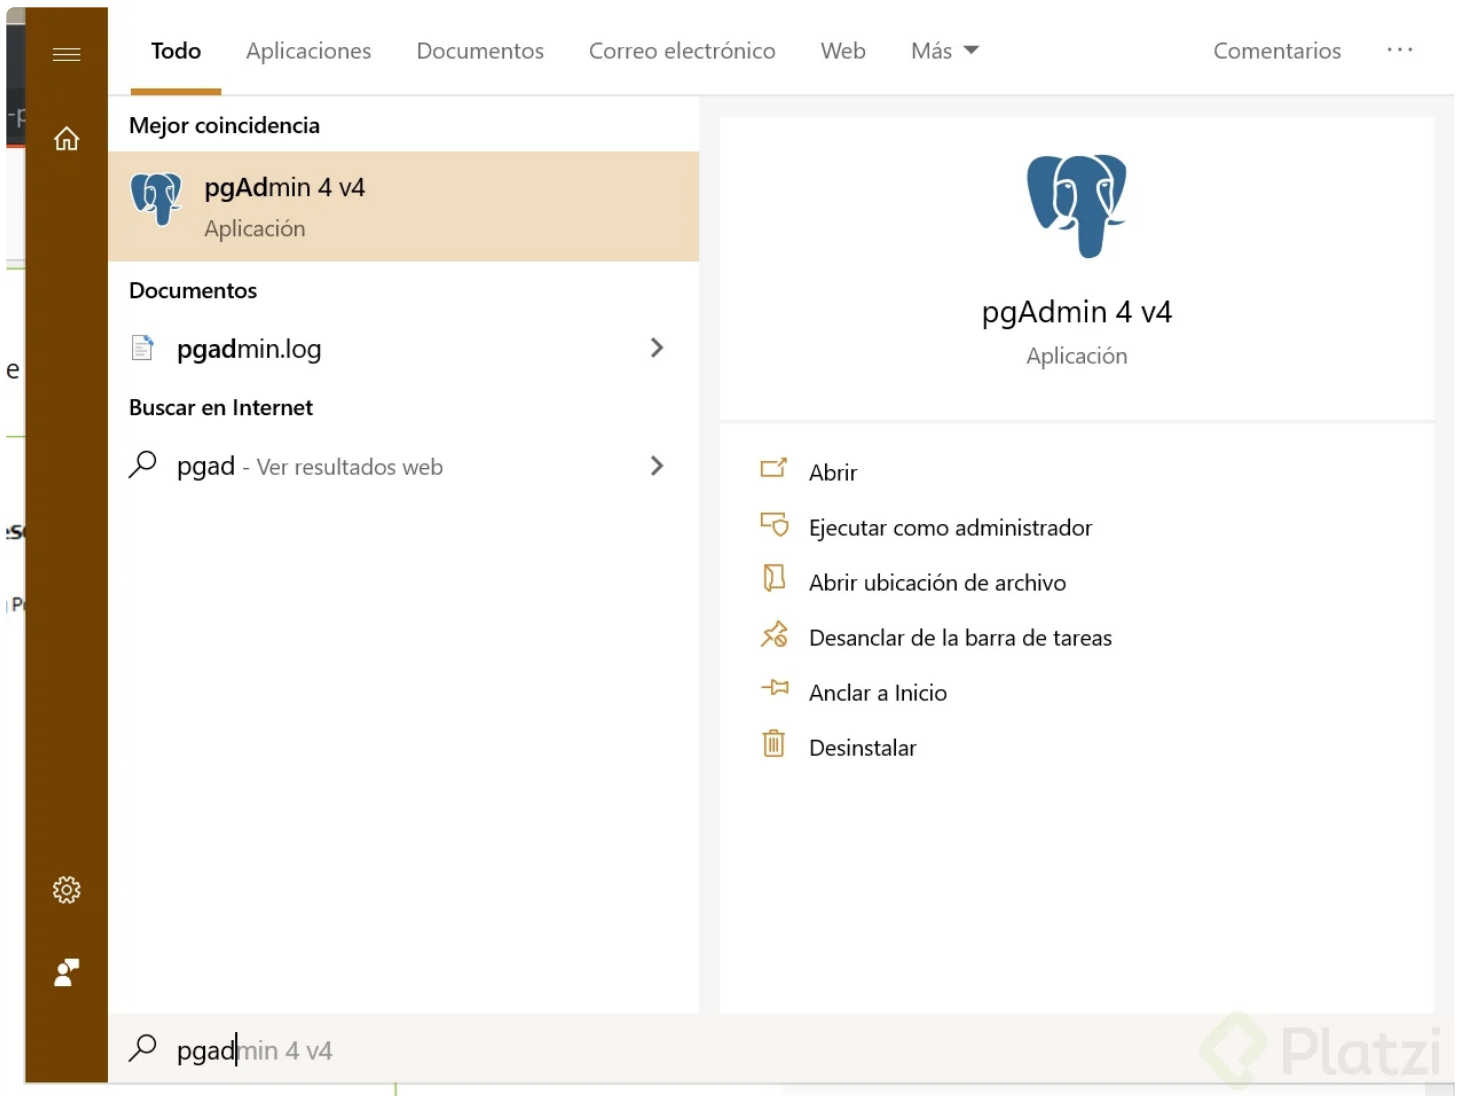 Todo Aplicaciones Documentos Correo electrónico Web Más Comentarios ...
Mejor coincidencia
pgAdmin 4 v4
Aplicación
Documentos
pgadmin.log
Buscar en Internet
pgad - Ver resultados web
pgAdmin 4 v4
Aplicación
Abrir
Ejecutar como administrador
Abrir ubicación de archivo
Desanclar de la barra de tareas
Anclar a Inicio
Desinstalar
pgadmin 4 v4
Platzi